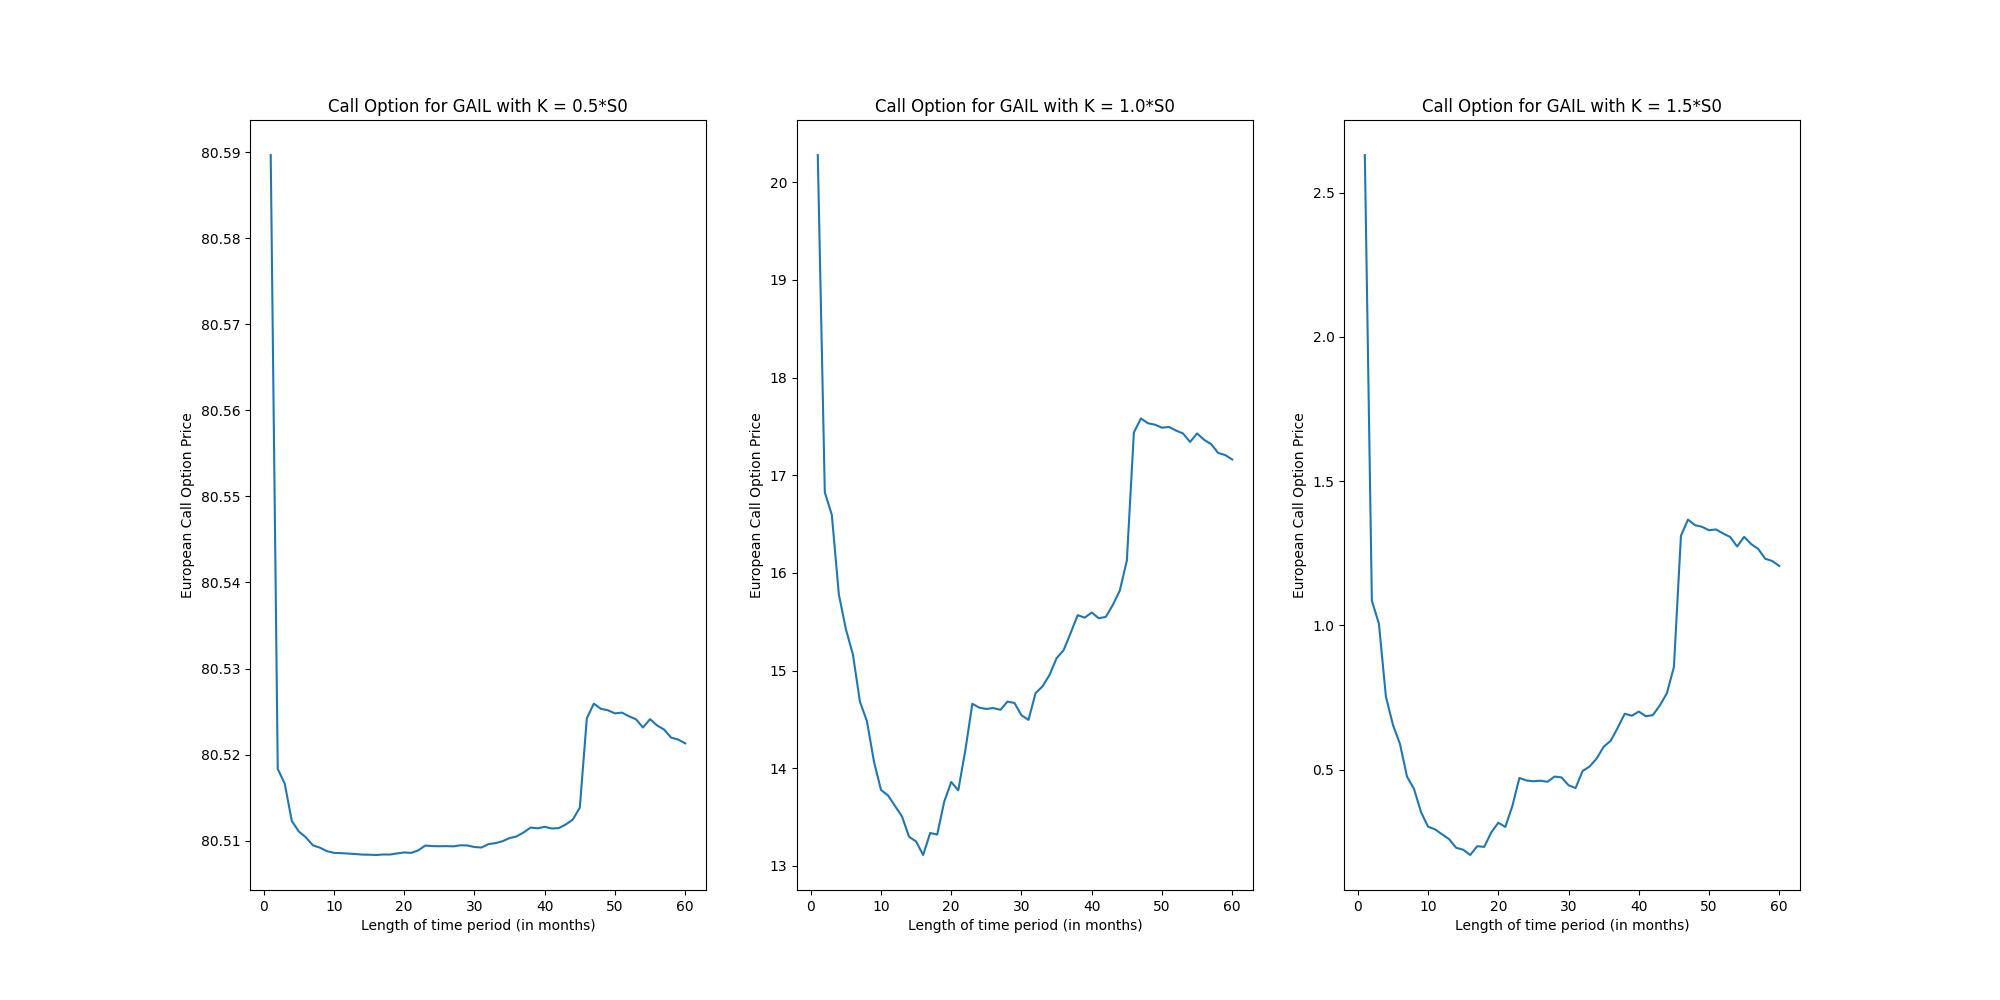 Call Option for GAIL with K = 0.5*S0
80.59
80.58
80.57
80.56
80.55
80.54
80.53
80.52
80.51
European Call Option Price
0 10 20 30 40 50 60
Length of time period (in months)
Call Option for GAIL with K = 1.0*S0
20
19
18
17
16
15
14
13
European Call Option Price
0 10 20 30 40 50 60
Length of time period (in months)
Call Option for GAIL with K = 1.5*S0
2.5
2.0
1.5
1.0
0.5
European Call Option Price
0 10 20 30 40 50 60
Length of time period (in months)